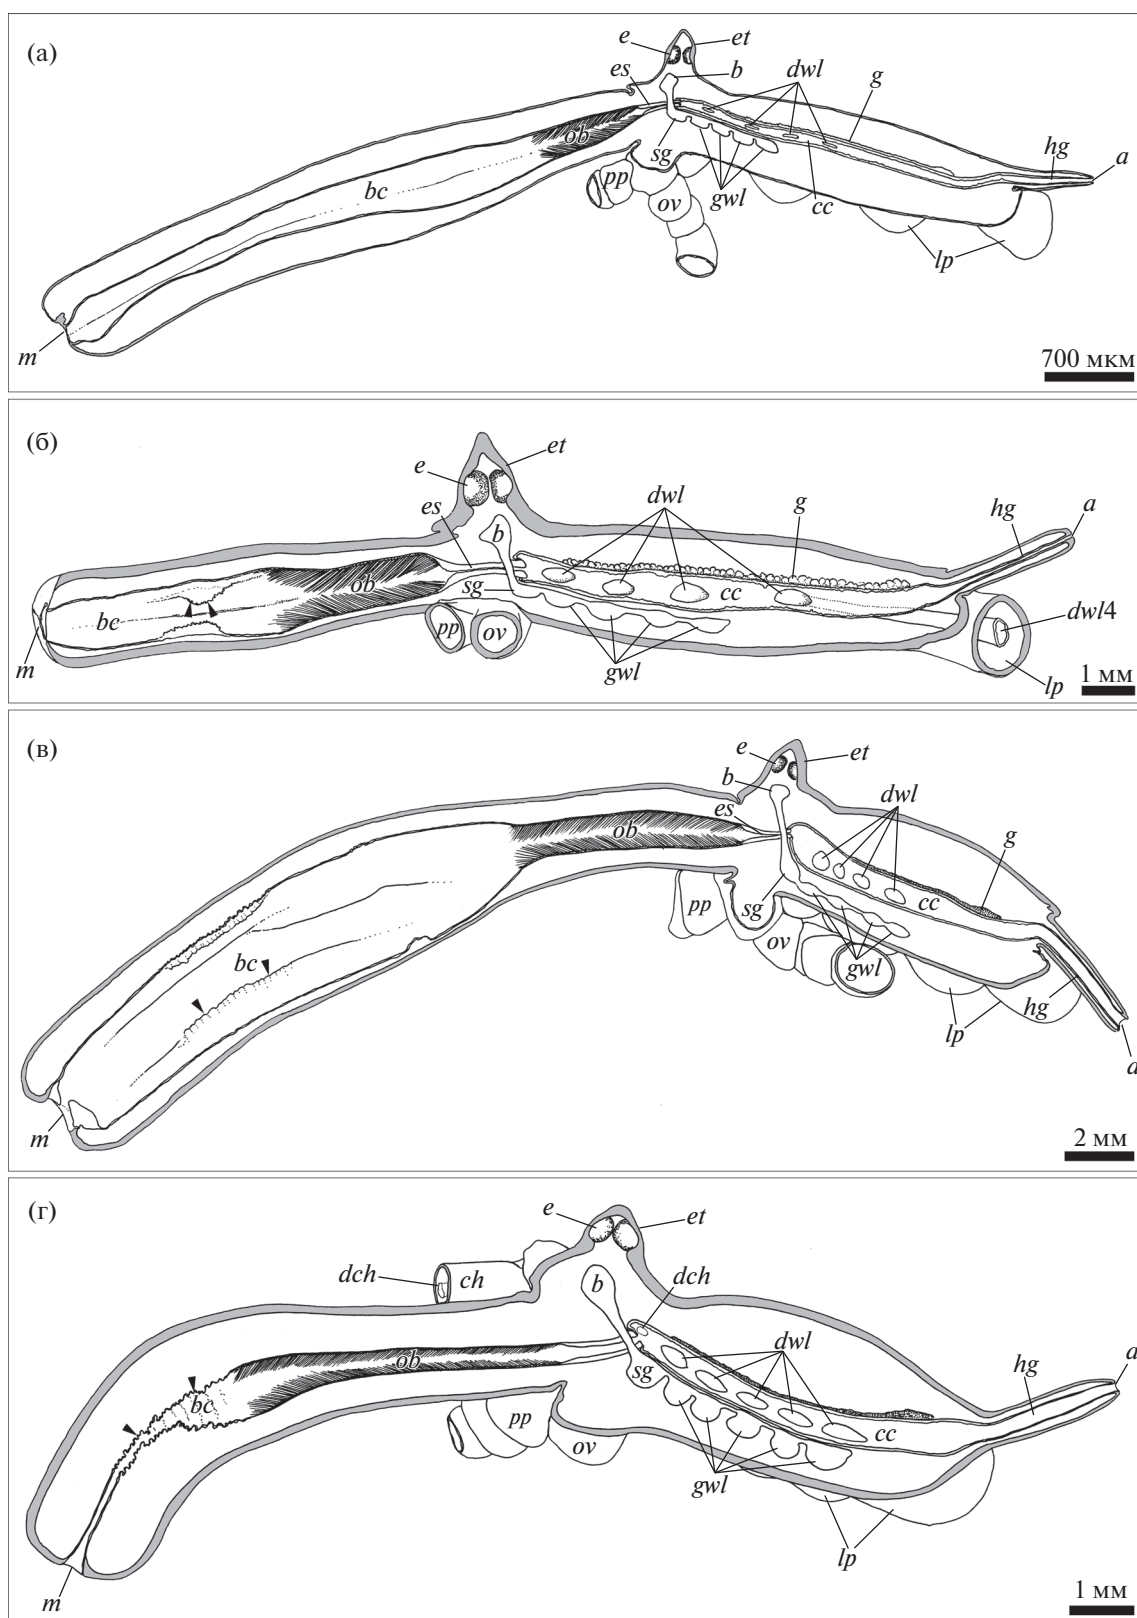 (а)
e
et
b
es
dwl
g
ob
hg
a
sg
pp
bc
gwl
cc
ov
lp
m
700 мкм
(б)
et
e
dwl
g
hg
a
es
b
ob
sg
cc
bc
dwl4
pp
ov
m
gwl
lp
1 мм
(в)
e
et
b
dwl
es
ob
g
cc
pp
sg
ov
bc
gwl
lp
hg
a
m
2 мм
(г)
e
et
dch
ch
b
dch
dwl
ob
hg
a
sg
bc
pp
cc
ov
gwl
lp
m
1 мм